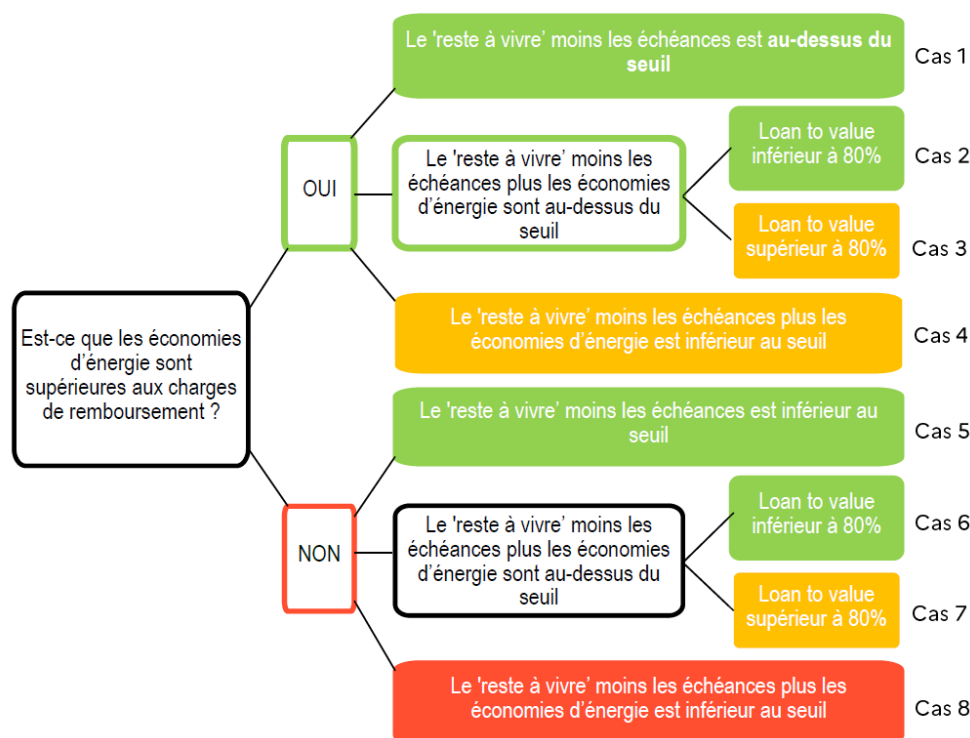 Le 'reste à vivre’ moins les échéances est au-dessus du
seuil
Cas 1
OUI
Le 'reste à vivre’ moins les
échéances plus les économies
d’énergie sont au-dessus du
seuil
Loan to value
inférieur à 80%
Cas 2
Loan to value
supérieur à 80%
Cas 3
Le 'reste à vivre’ moins les échéances plus les
économies d’énergie est inférieur au seuil
Cas 4
Est-ce que les économies
d’énergie sont
supérieures aux charges
de remboursement ?
Le 'reste à vivre’ moins les échéances est inférieur au
seuil
Cas 5
NON
Le 'reste à vivre’ moins les
échéances plus les économies
d’énergie sont au-dessus du
seuil
Loan to value
inférieur à 80%
Cas 6
Loan to value
supérieur à 80%
Cas 7
Le 'reste à vivre’ moins les échéances plus les
économies d’énergie est inférieur au seuil
Cas 8